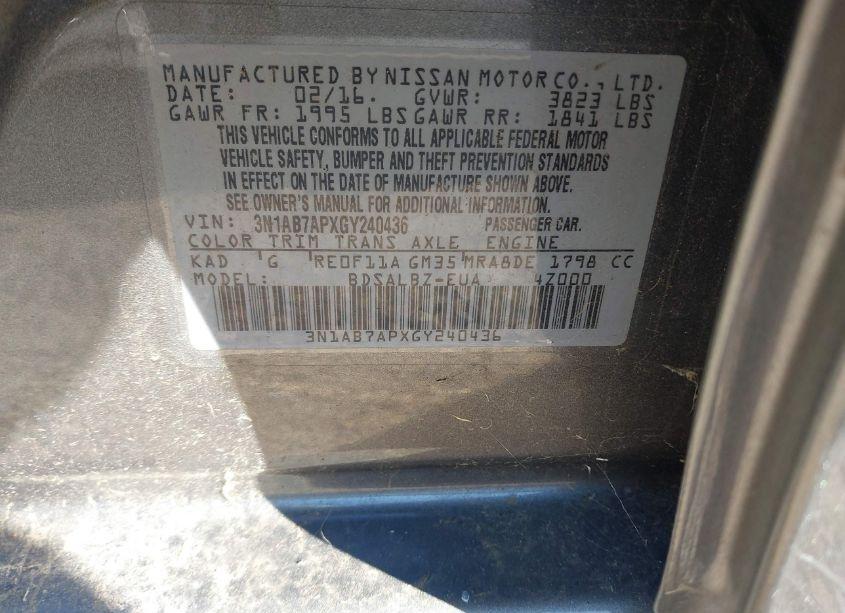 MANUFACTURED BY NISSAN MOTOR CO., LTD.
DATE: 02/16. GVWR: 3823 LBS
GAWR FR: 1995 LBS GAWR RR: 1841 LBS
THIS VEHICLE CONFORMS TO ALL APPLICABLE FEDERAL MOTOR
VEHICLE SAFETY, BUMPER AND THEFT PREVENTION STANDARDS
IN EFFECT ON THE DATE OF MANUFACTURE SHOWN ABOVE.
SEE OWNER'S MANUAL FOR ADDITIONAL INFORMATION.
VIN: 3N1AB7APXGY240436 PASSENGER CAR.
COLOR TRIM TRANS AXLE ENGINE
KAD G RE0F11A GM35 MRA8DE 1798 CC
MODEL: BDSALBZ-EUA 4Z000
3N1AB7APXGY240436